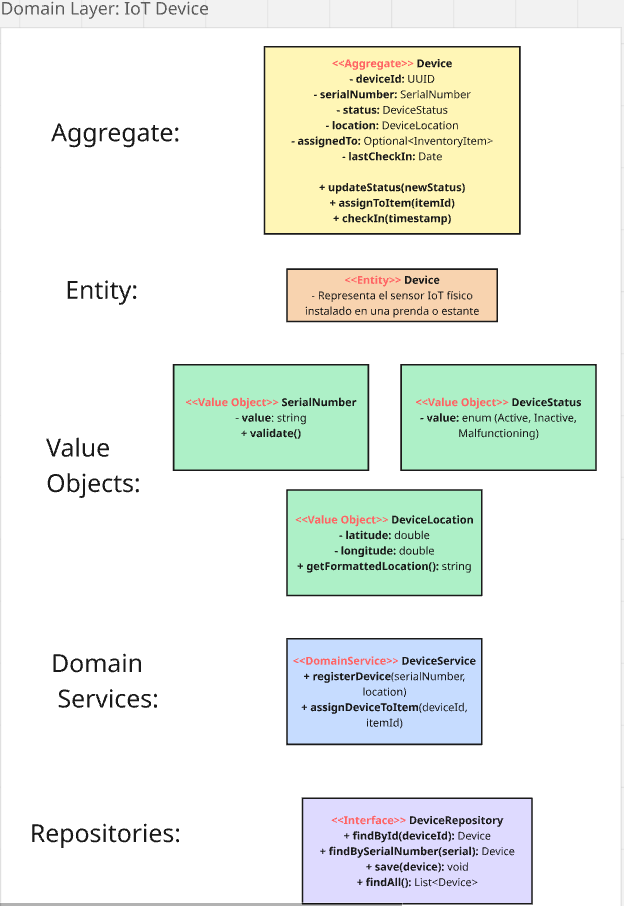 Domain Layer: IoT Device
Aggregate:
<<Aggregate>> Device
- deviceId: UUID
- serialNumber: SerialNumber
- status: DeviceStatus
- location: DeviceLocation
- assignedTo: Optional<InventoryItem>
- lastCheckIn: Date
+ updateStatus(newStatus)
+ assignToItem(itemId)
+ checkIn(timestamp)
Entity:
<<Entity>> Device
- Representa el sensor IoT físico
instalado en una prenda o estante
Value
Objects:
<<Value Object>> SerialNumber
- value: string
+ validate()
<<Value Object>> DeviceStatus
- value: enum (Active, Inactive,
Malfunctioning)
<<Value Object>> DeviceLocation
- latitude: double
- longitude: double
+ getFormattedLocation(): string
Domain
Services:
<<DomainService>> DeviceService
+ registerDevice(serialNumber,
location)
+ assignDeviceToItem(deviceId,
itemId)
Repositories:
<<Interface>> DeviceRepository
+ findById(deviceId): Device
+ findBySerialNumber(serial): Device
+ save(device): void
+ findAll(): List<Device>